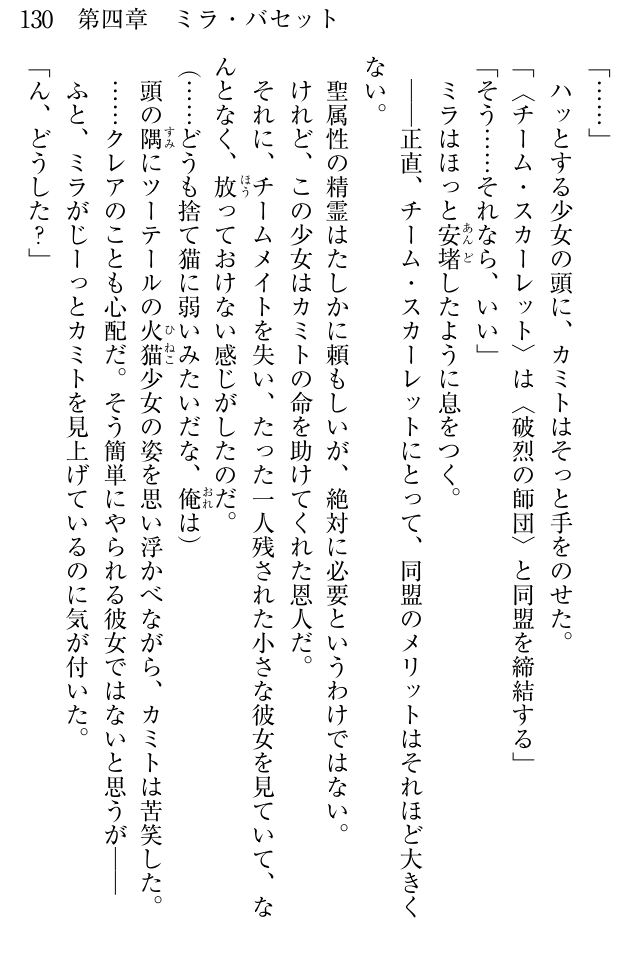 130 第四章 ミラ・バセット
「……」
ハッとする少女の頭に、カミトはそっと手をのせた。
「〈チーム・スカーレット〉は〈破烈の師団〉と同盟を締結する」
「そう……それなら、いい」
ミラはほっと安堵したように息をつく。
――正直、チーム・スカーレットにとって、同盟のメリットはそれほど大きく
ない。
聖属性の精霊はたしかに頼もしいが、絶対に必要というわけではない。
けれど、この少女はカミトの命を助けてくれた恩人だ。
それに、チームメイトを失い、たった一人残された小さな彼女を見ていて、な
んとなく、放っておけない感じがしたのだ。
(……どうも捨て猫に弱いみたいだな、俺は)
頭の隅にツーテールの火猫少女の姿を思い浮かべながら、カミトは苦笑した。
……クレアのことも心配だ。そう簡単にやられる彼女ではないと思うが――
ふと、ミラがじーっとカミトを見上げているのに気が付いた。
「ん、どうした?」